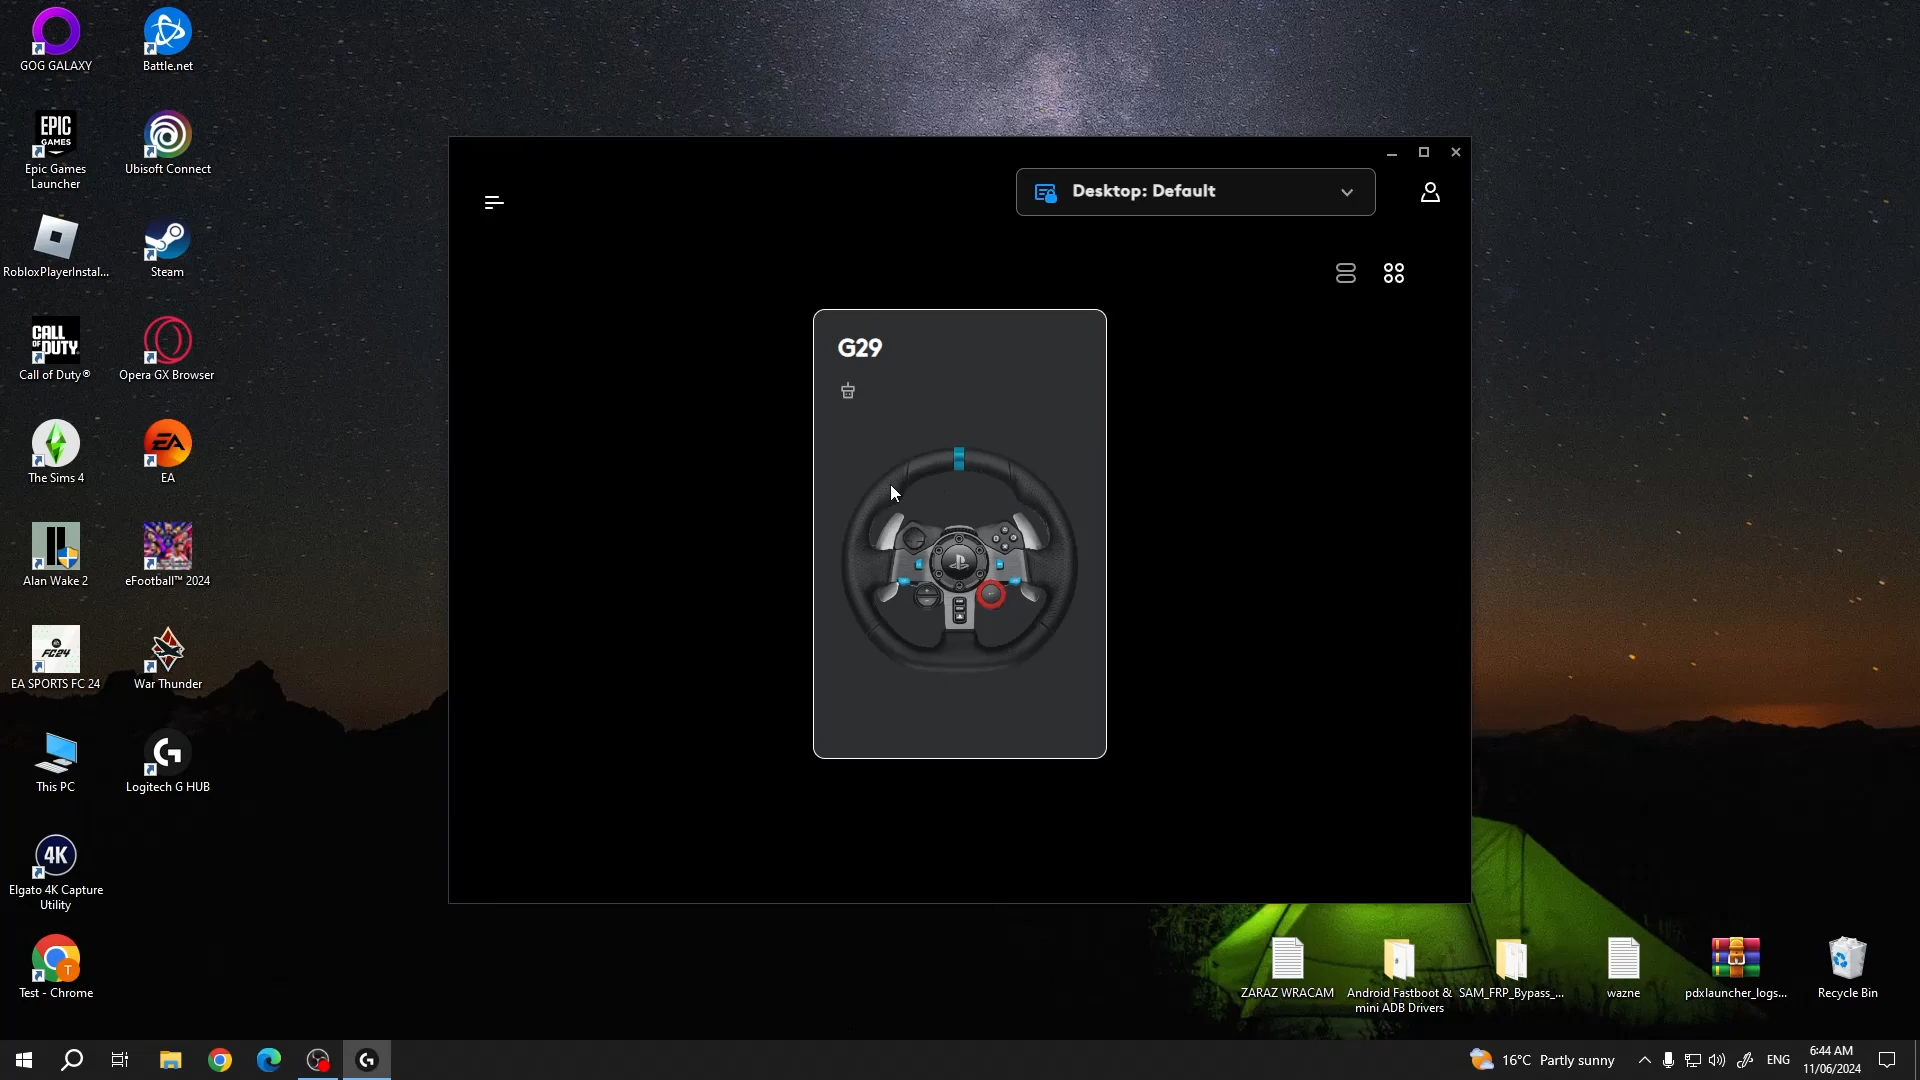 GOG GALAXY
Battle.net
EPIC
GAMES
Epic Games
Launcher
Ubisoft Connect
RobloxPlayerInstal...
Steam
CALL
OF DUTY
Call of Duty®
Opera GX Browser
The Sims 4
EA
EA
Alan Wake 2
eFootball™ 2024
FC24
EA SPORTS FC 24
War Thunder
This PC
Logitech G HUB
4K
Elgato 4K Capture
Utility
T
Test - Chrome
Desktop: Default
G29
ZARAZ WRACAM
Android Fastboot &
mini ADB Drivers
SAM_FRP_Bypass_...
wazne
pdxlauncher_logs...
Recycle Bin
16°C Partly sunny
ENG
6:44 AM
11/06/2024